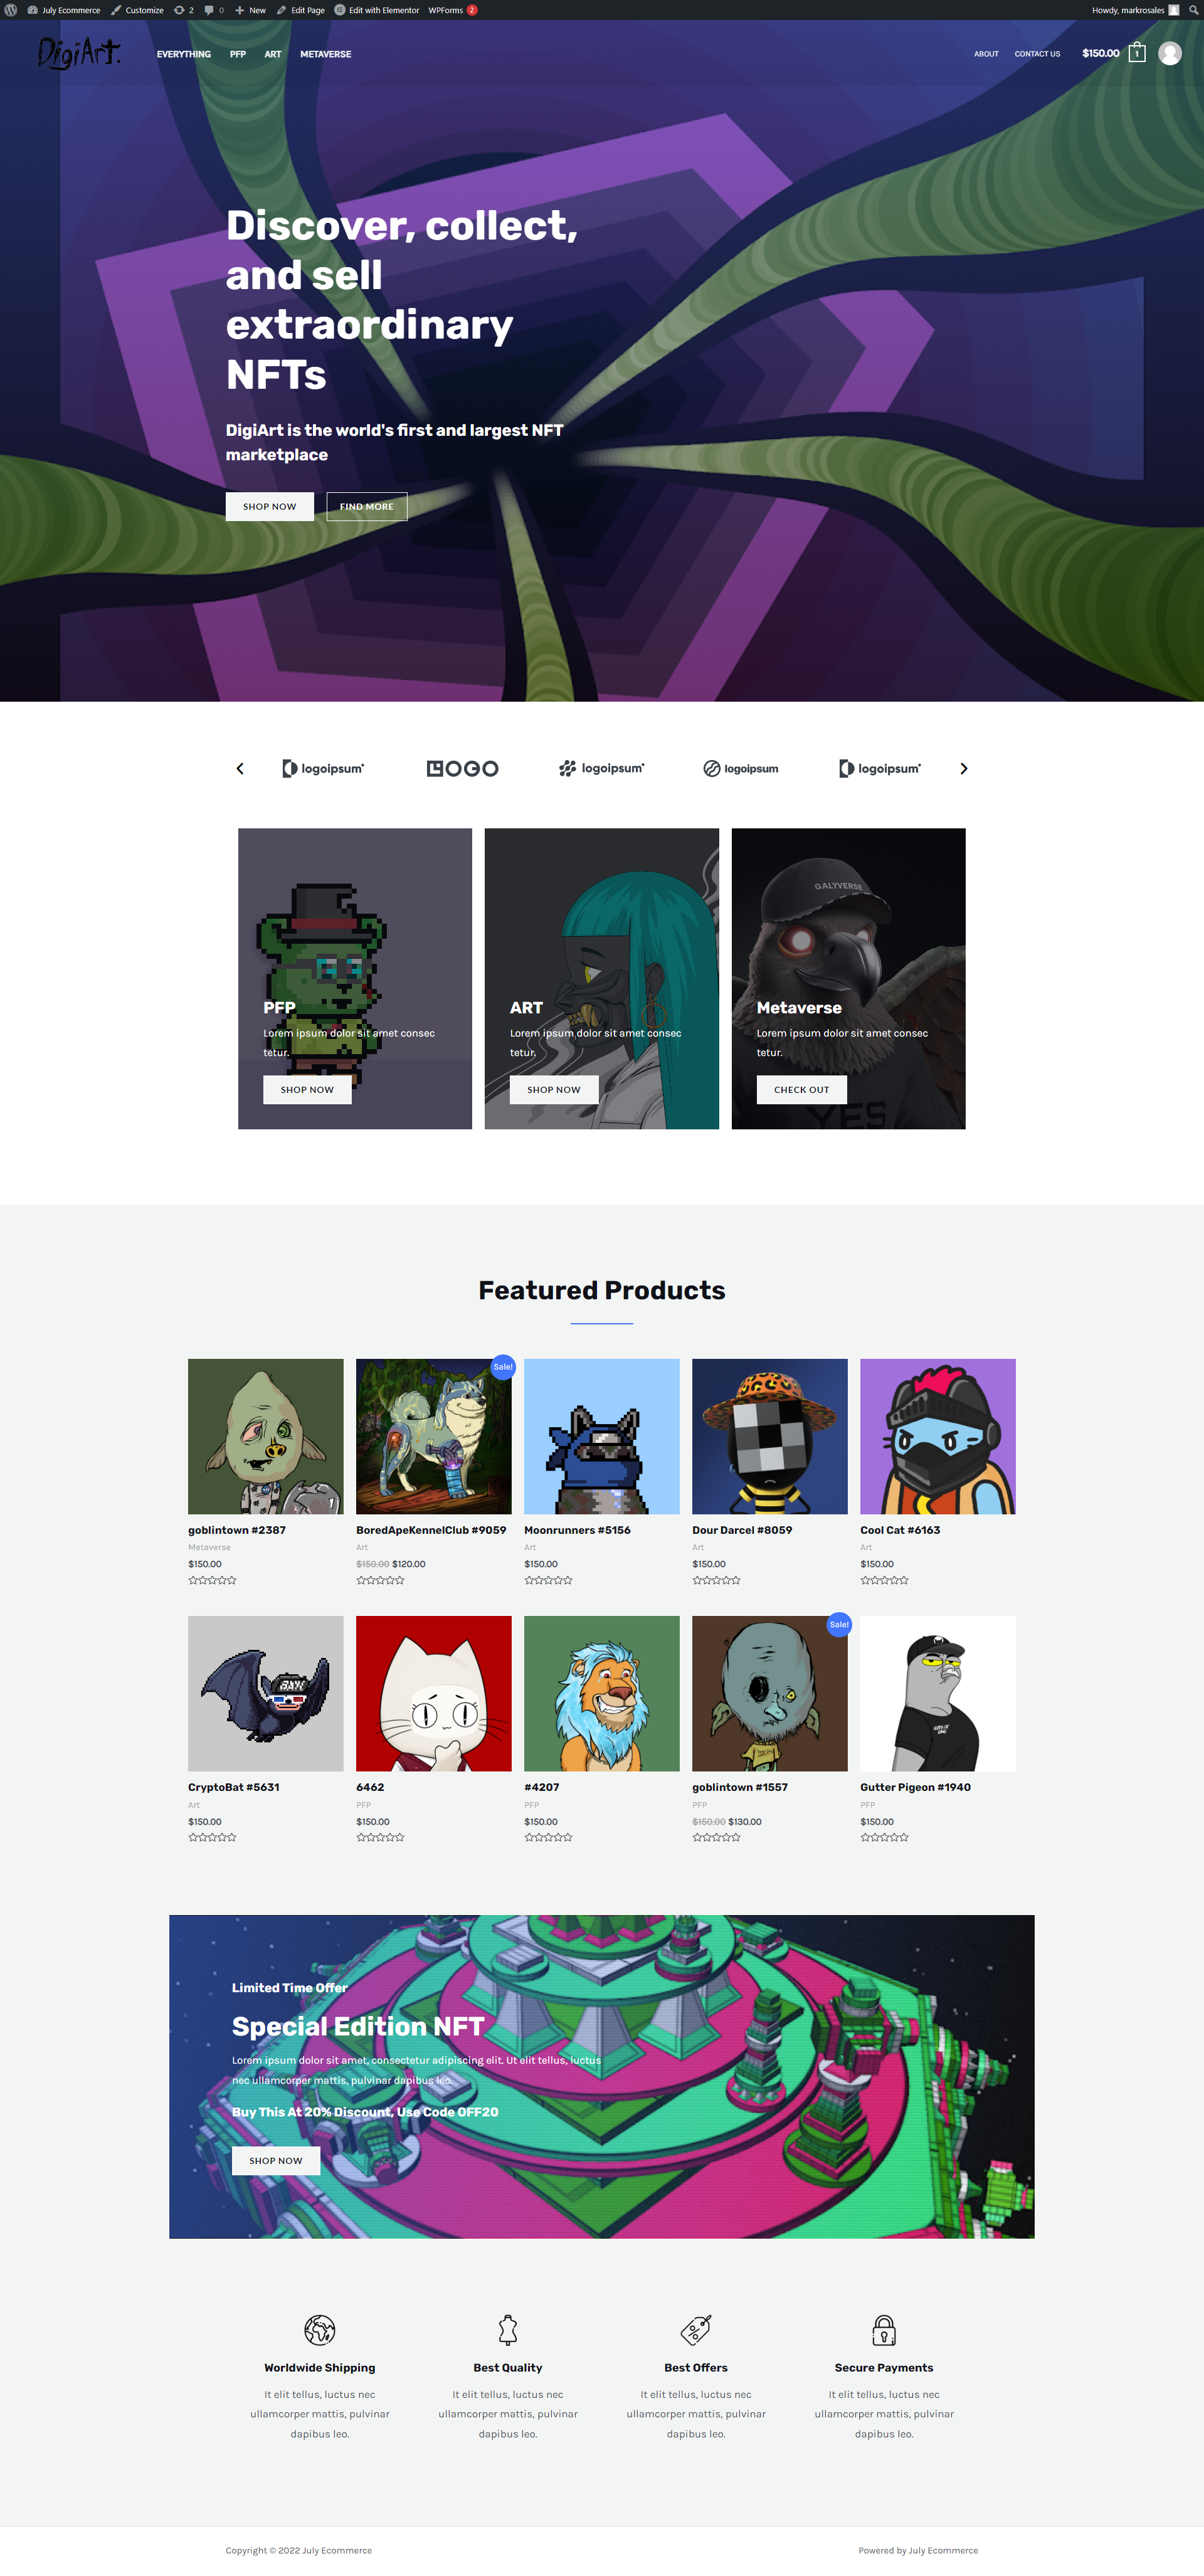 July Ecommerce Customize 2 0 New Edit Page Edit with Elementor WPForms 2 Howdy, markrosales
DigiArt. EVERYTHING PFP ART METAVERSE ABOUT CONTACT US $150.00 1
Discover, collect,
and sell
extraordinary
NFTs
DigiArt is the world's first and largest NFT
marketplace
SHOP NOW FIND MORE
logoipsum LOGO logoipsum logoipsum logoipsum
GALYVERSE
PFP
Lorem ipsum dolor sit amet consec
tetur.
SHOP NOW
ART
Lorem ipsum dolor sit amet consec
tetur.
SHOP NOW
Metaverse
Lorem ipsum dolor sit amet consec
tetur.
CHECK OUT
YES
Featured Products
goblintown #2387
Metaverse
$150.00
Sale!
BoredApeKennelClub #9059
Art
$150.00 $120.00
Moonrunners #5156
Art
$150.00
Dour Darcel #8059
Art
$150.00
Cool Cat #6163
Art
$150.00
CryptoBat #5631
Art
$150.00
6462
PFP
$150.00
#4207
PFP
$150.00
Sale!
goblintown #1557
PFP
$150.00 $130.00
Gutter Pigeon #1940
PFP
$150.00
Limited Time Offer
Special Edition NFT
Lorem ipsum dolor sit amet, consectetur adipiscing elit. Ut elit tellus, luctus
nec ullamcorper mattis, pulvinar dapibus leo.
Buy This At 20% Discount, Use Code OFF20
SHOP NOW
Worldwide Shipping
It elit tellus, luctus nec
ullamcorper mattis, pulvinar
dapibus leo.
Best Quality
It elit tellus, luctus nec
ullamcorper mattis, pulvinar
dapibus leo.
Best Offers
It elit tellus, luctus nec
ullamcorper mattis, pulvinar
dapibus leo.
Secure Payments
It elit tellus, luctus nec
ullamcorper mattis, pulvinar
dapibus leo.
Copyright © 2022 July Ecommerce Powered by July Ecommerce